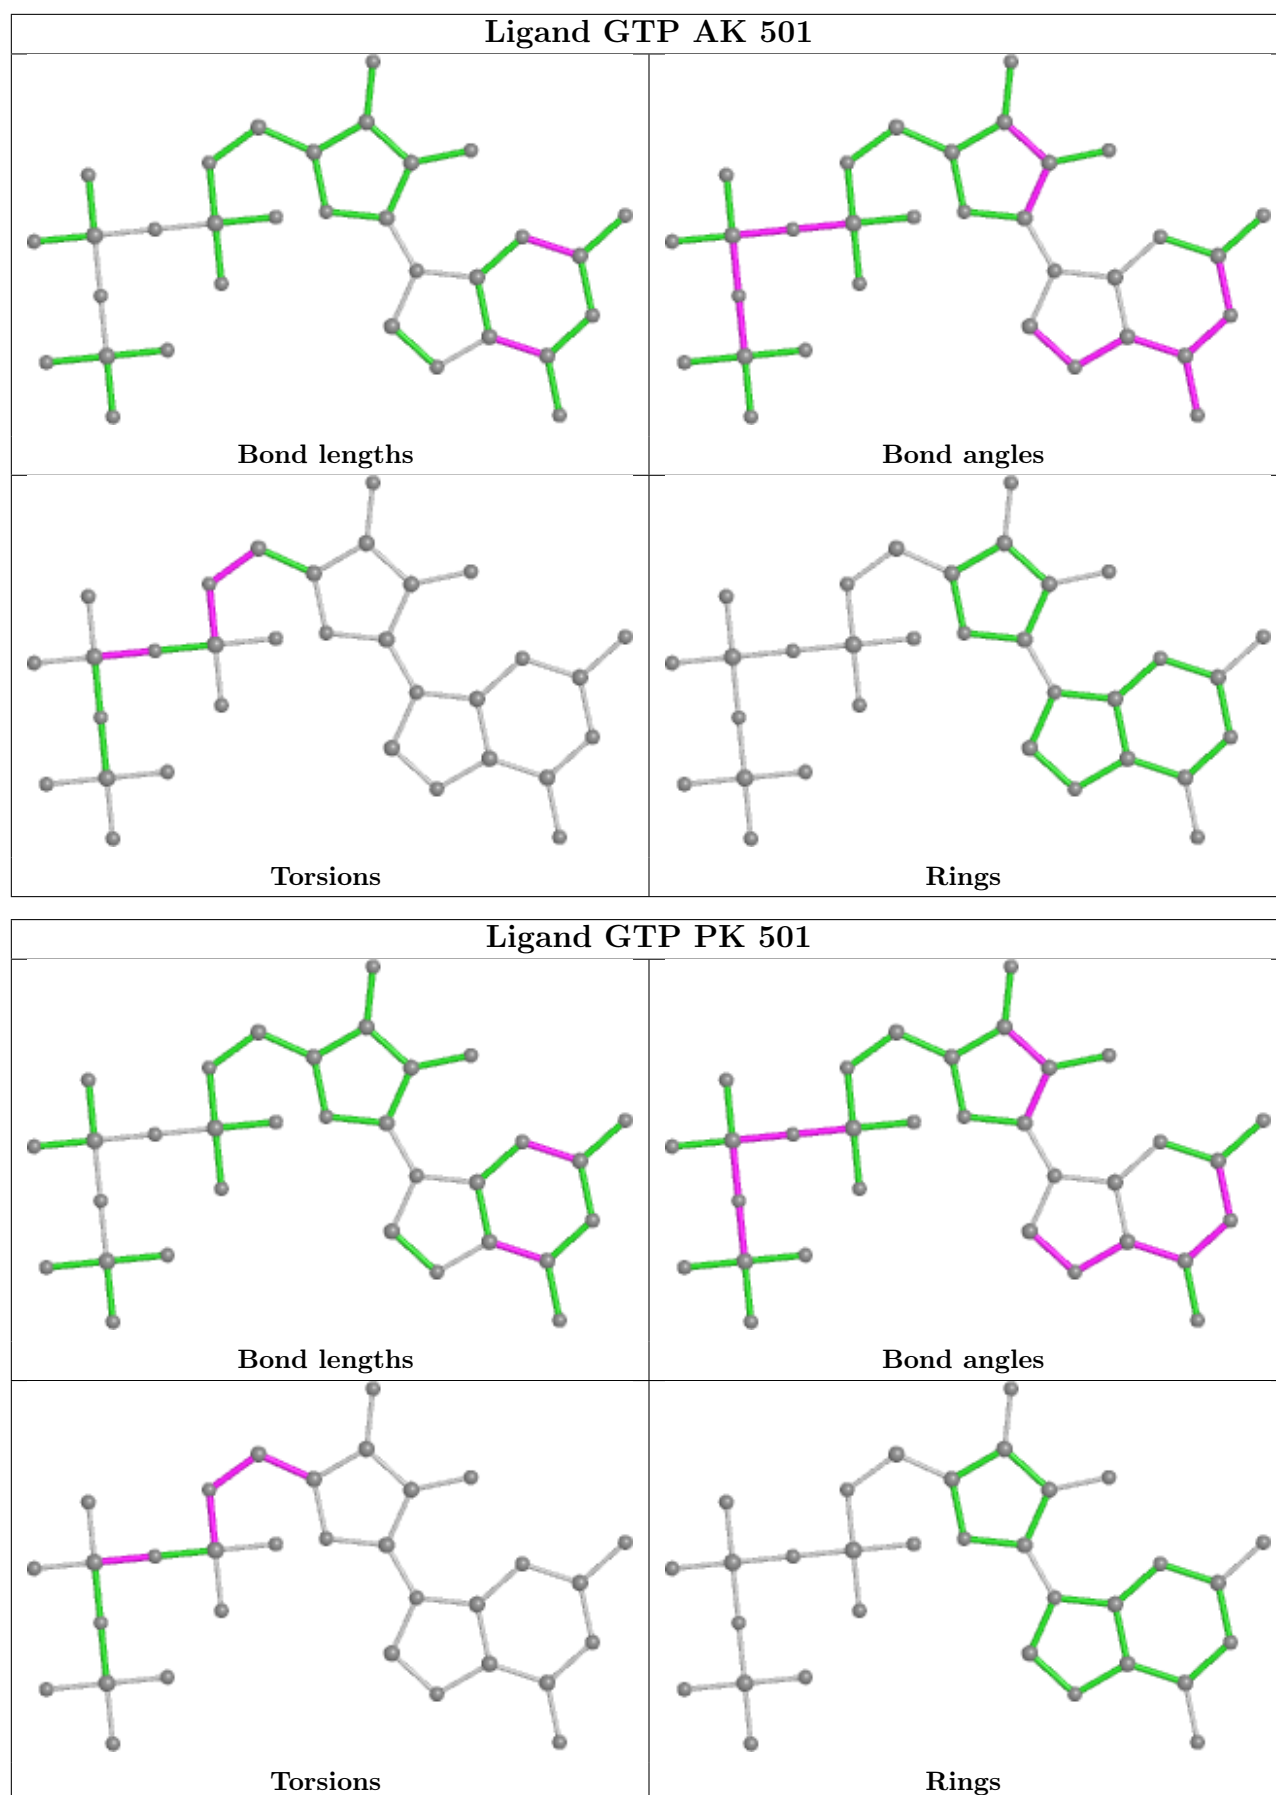 Ligand GTP AK 501
Bond lengths
Bond angles
Torsions
Rings
Ligand GTP PK 501
Bond lengths
Bond angles
Torsions
Rings